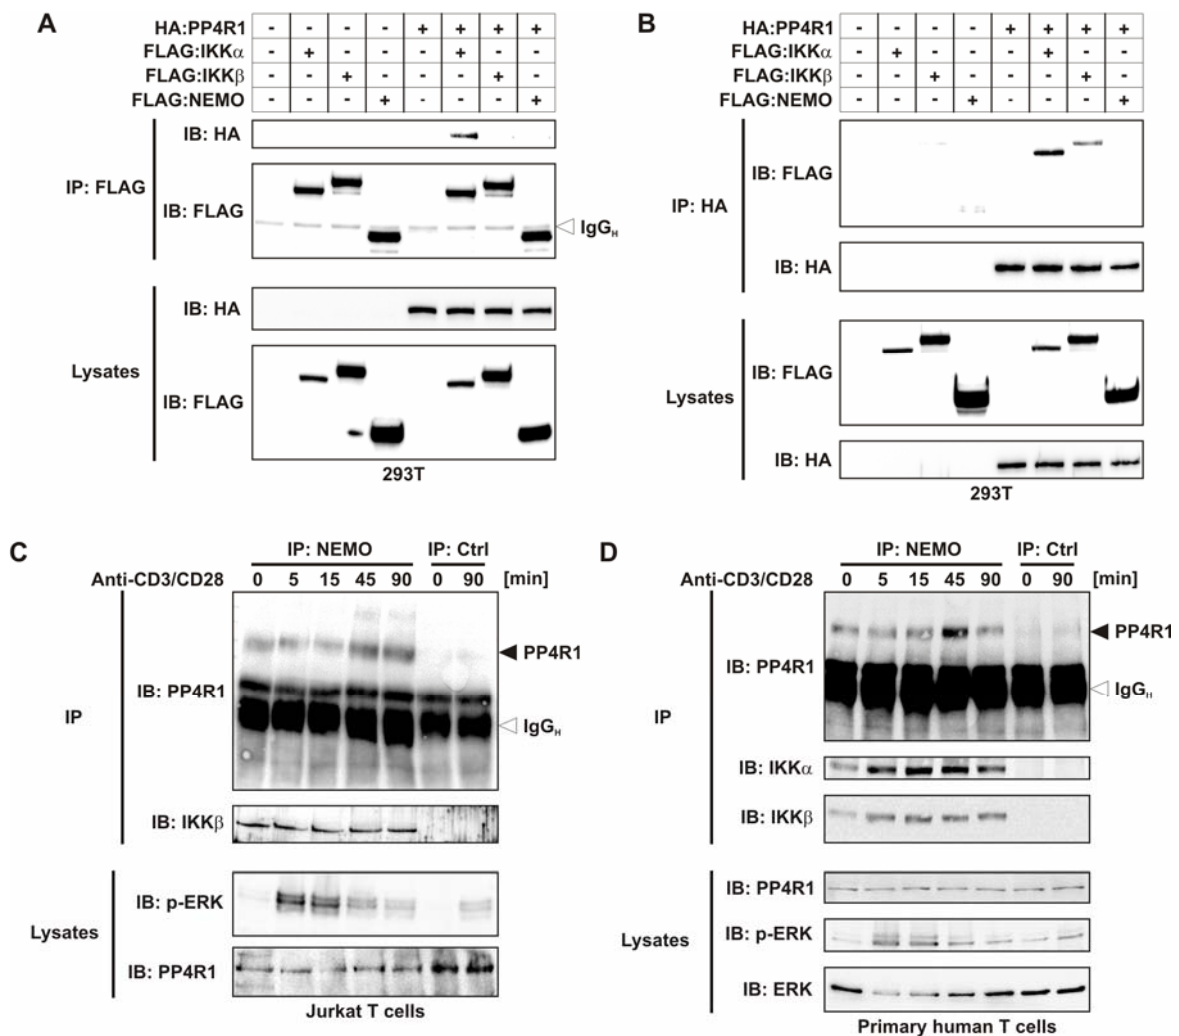 A
HA:PP4R1 - - - - + + + +
FLAG:IKKα - + - - - + - -
FLAG:IKKβ - - + - - - + -
FLAG:NEMO - - - + - - - +
IP: FLAG
IB: HA
IB: FLAG
IgGH
Lysates
IB: HA
IB: FLAG
293T
B
HA:PP4R1 - - - - + + + +
FLAG:IKKα - + - - - + - -
FLAG:IKKβ - - + - - - + -
FLAG:NEMO - - - + - - - +
IP: HA
IB: FLAG
IB: HA
Lysates
IB: FLAG
IB: HA
293T
C
IP: NEMO IP: Ctrl
Anti-CD3/CD28 0 5 15 45 90 0 90 [min]
IP
IB: PP4R1
PP4R1
IgGH
IB: IKKβ
Lysates
IB: p-ERK
IB: PP4R1
Jurkat T cells
D
IP: NEMO IP: Ctrl
Anti-CD3/CD28 0 5 15 45 90 0 90 [min]
IP
IB: PP4R1
PP4R1
IgGH
IB: IKKα
IB: IKKβ
Lysates
IB: PP4R1
IB: p-ERK
IB: ERK
Primary human T cells